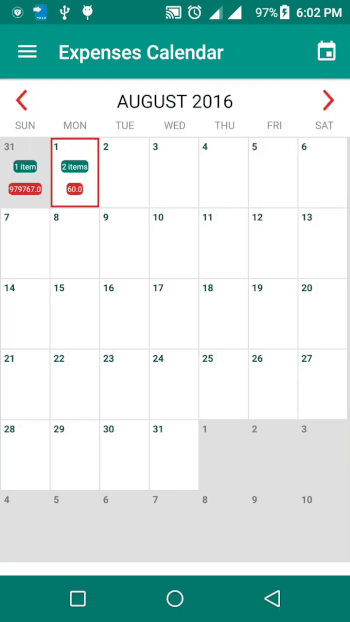 97% 6:02 PM
Expenses Calendar
AUGUST 2016
SUN MON TUE WED THU FRI SAT
31 1 2 3 4 5 6
1 item 2 items
979767.0 60.0
7 8 9 10 11 12 13
14 15 16 17 18 19 20
21 22 23 24 25 26 27
28 29 30 31 1 2 3
4 5 6 7 8 9 10